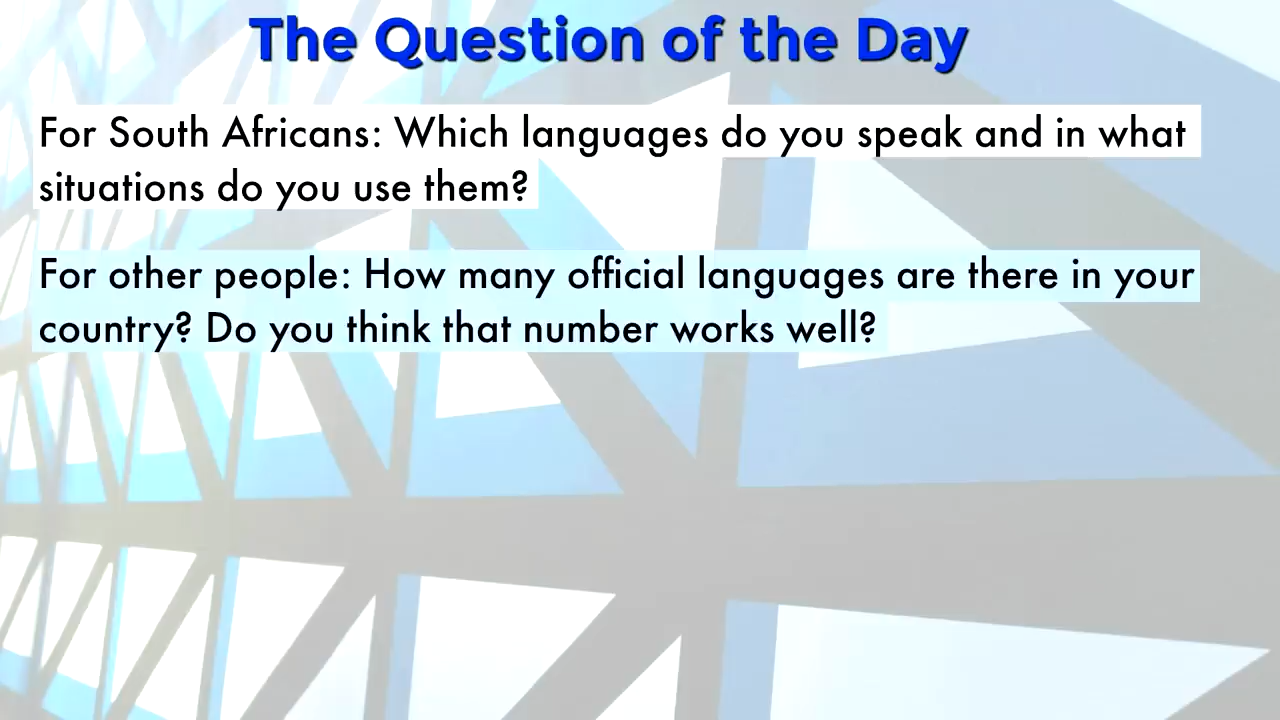 The Question of the Day
For South Africans: Which languages do you speak and in what
situations do you use them?
For other people: How many official languages are there in your
country? Do you think that number works well?